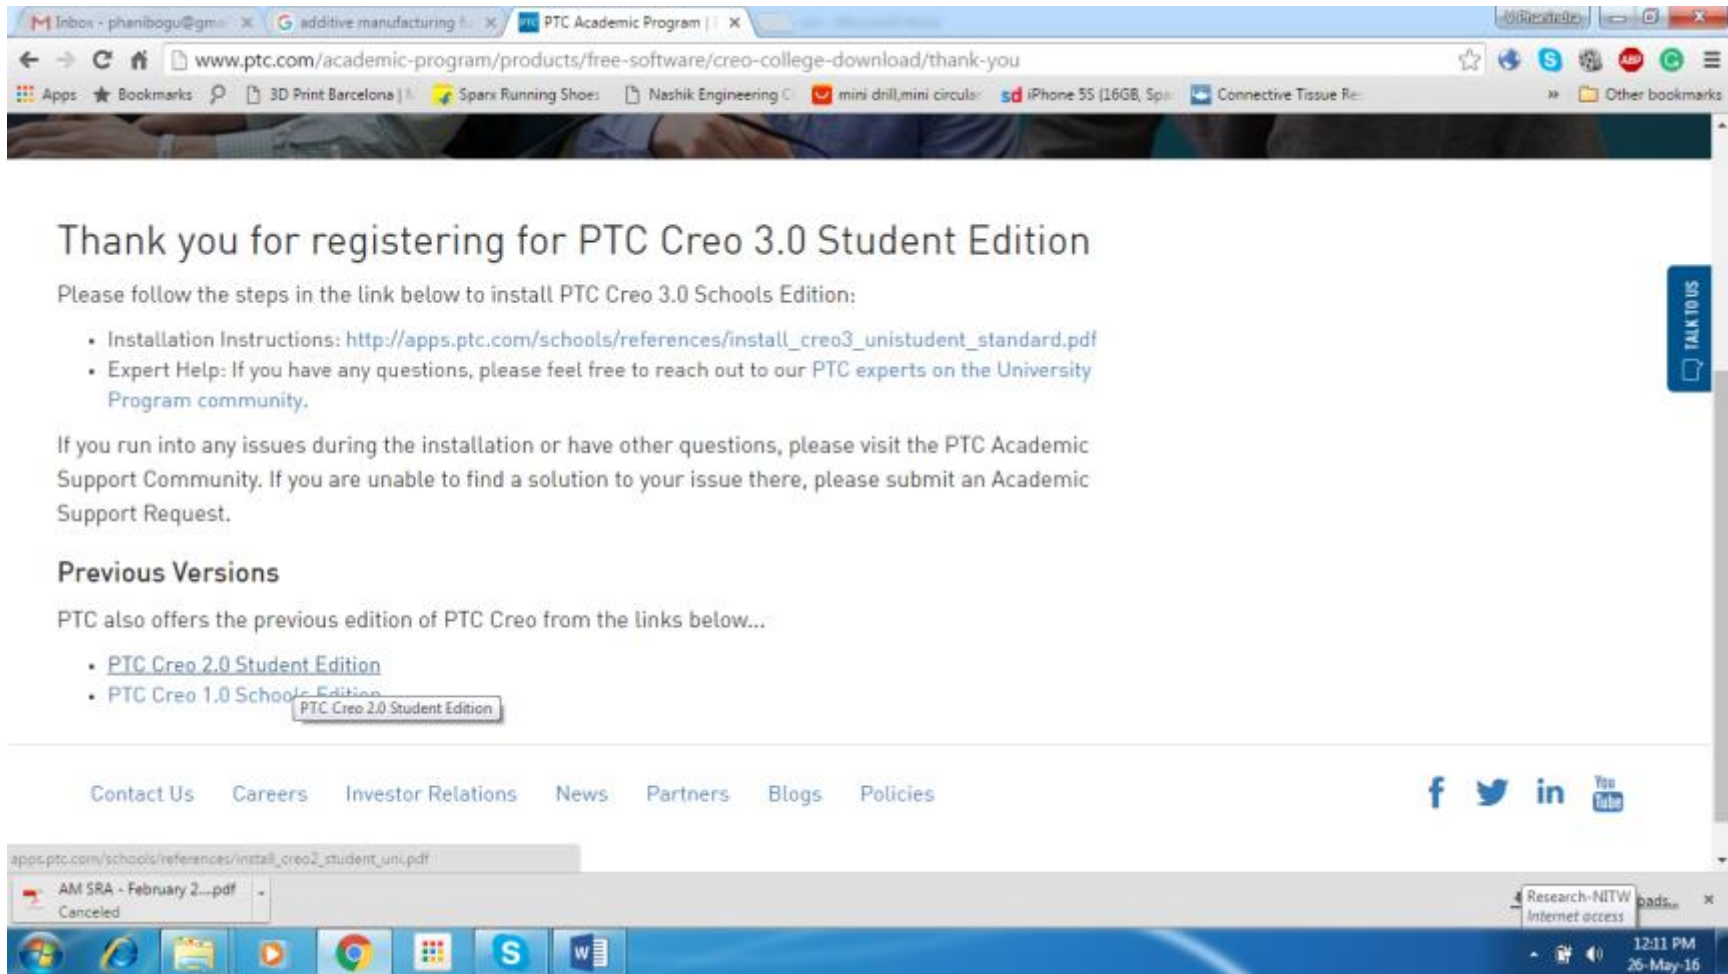 Inbox - phanibogu@gm
additive manufacturing
PTC Academic Program |
www.ptc.com/academic-program/products/free-software/creo-college-download/thank-you
Apps
Bookmarks
3D Print Barcelona |
Sparx Running Shoes
Nashik Engineering C
mini drill,mini circular
iPhone 5S (16GB, Spa
Connective Tissue Re
Other bookmarks
Thank you for registering for PTC Creo 3.0 Student Edition
Please follow the steps in the link below to install PTC Creo 3.0 Schools Edition:
• Installation Instructions: http://apps.ptc.com/schools/references/install_creo3_unistudent_standard.pdf
• Expert Help: If you have any questions, please feel free to reach out to our PTC experts on the University
Program community.
TALK TO US
If you run into any issues during the installation or have other questions, please visit the PTC Academic
Support Community. If you are unable to find a solution to your issue there, please submit an Academic
Support Request.
Previous Versions
PTC also offers the previous edition of PTC Creo from the links below...
• PTC Creo 2.0 Student Edition
• PTC Creo 1.0 Schools Edition
PTC Creo 2.0 Student Edition
Contact Us Careers Investor Relations News Partners Blogs Policies
f in You Tube
apps.ptc.com/schools/references/install_creo2_student_uni.pdf
AM SRA - February 2....pdf
Canceled
Research-NITW
Internet access
12:11 PM
26-May-16